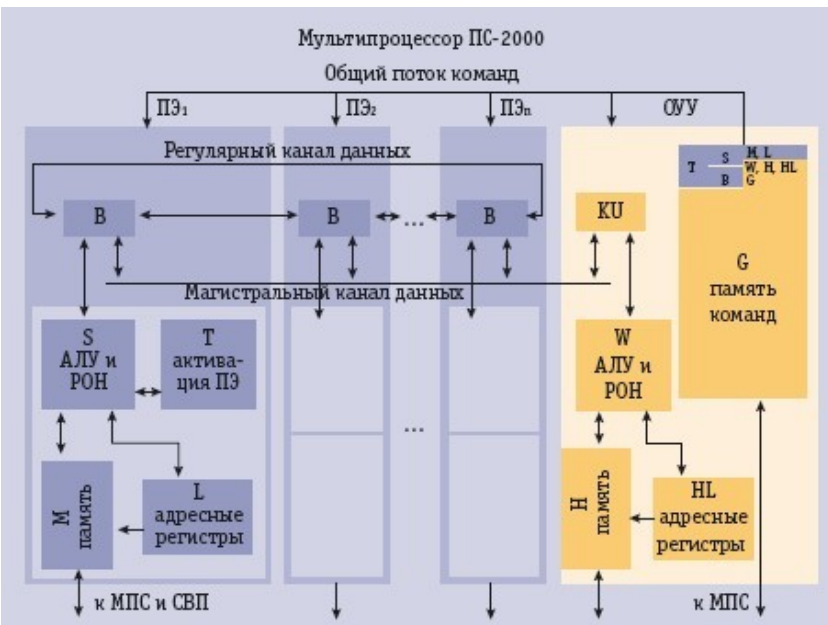 Мультипроцессор ПС-2000
Общий поток команд
ПЭ₁
ПЭ₂
ПЭₙ
ОУУ
Регулярный канал данных
В
В
...
В
KU
T
S
M, L
W, H, HL
В
G
G
память
команд
Магистральный канал данных
S
АЛУ и
РОН
T
актива-
ция ПЭ
W
АЛУ и
РОН
...
M
память
L
адресные
регистры
H
память
HL
адресные
регистры
к МПС и СВП
к МПС